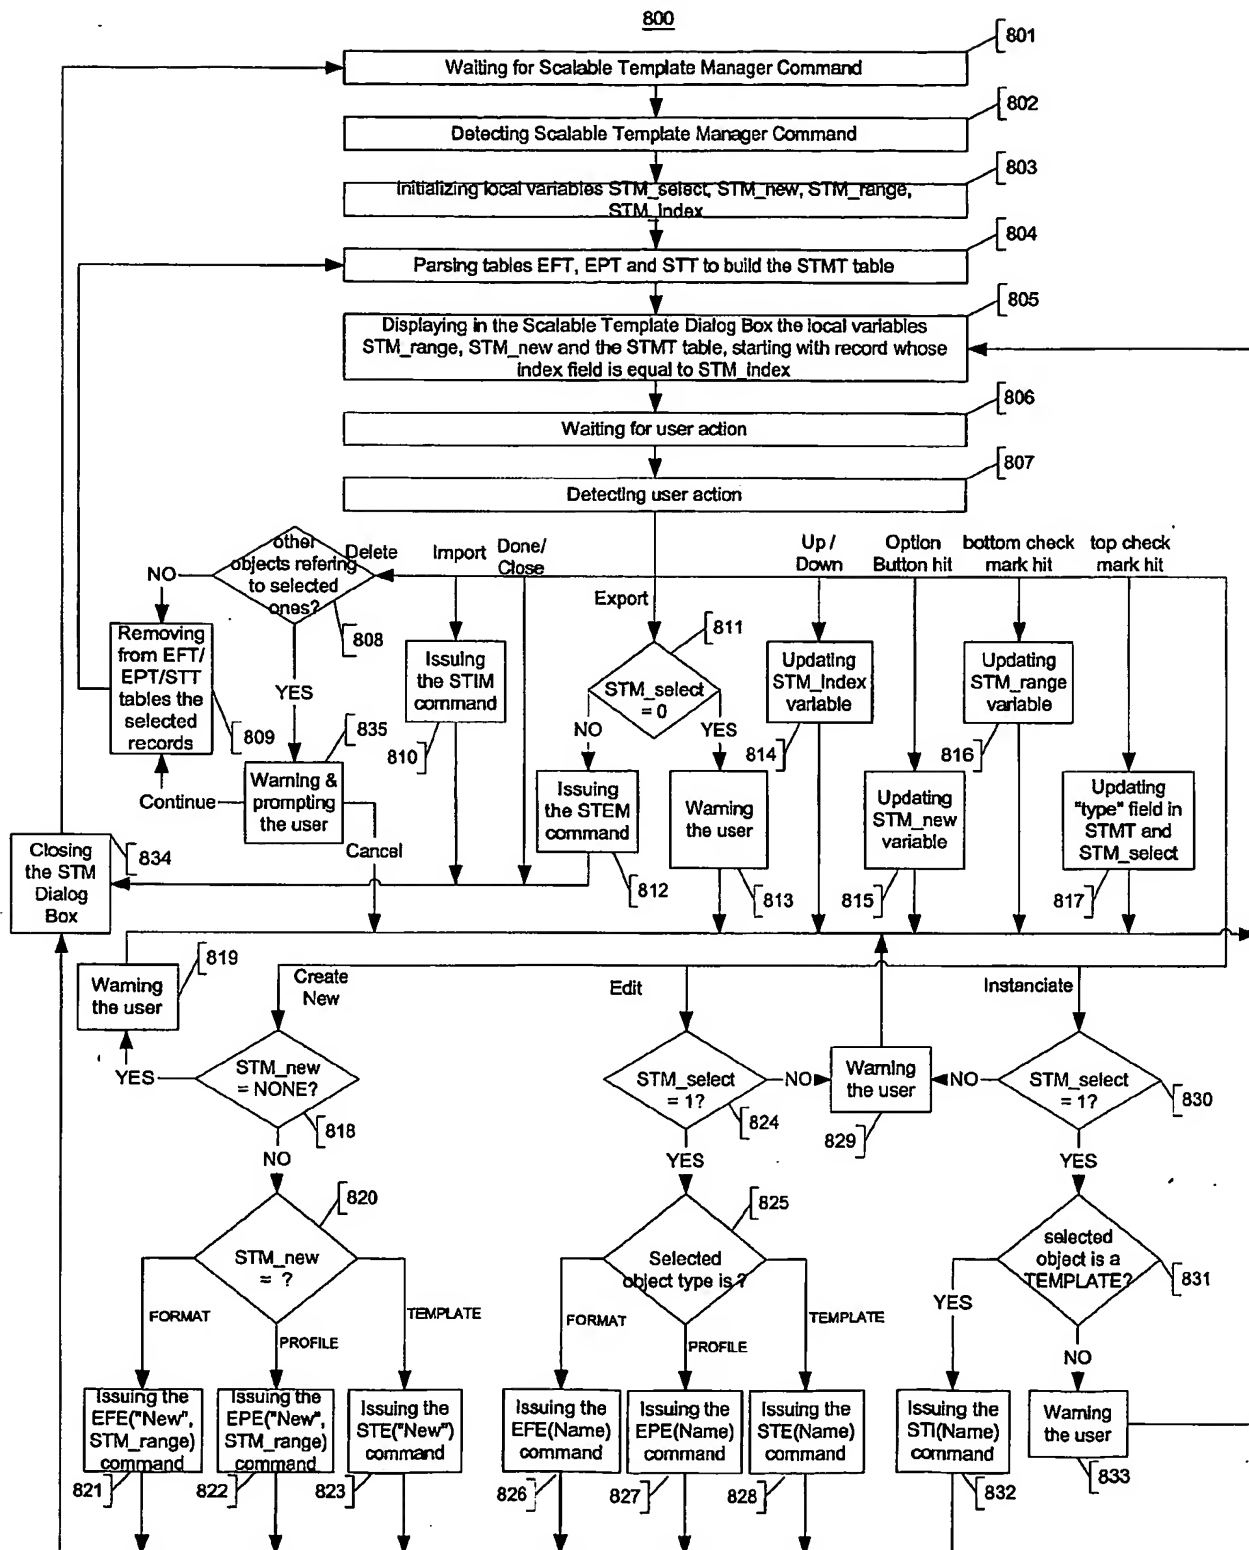 800
801
Waiting for Scalable Template Manager Command
802
Detecting Scalable Template Manager Command
803
Initializing local variables STM_select, STM_new, STM_range,
STM_index
804
Parsing tables EFT, EPT and STT to build the STMT table
805
Displaying in the Scalable Template Dialog Box the local variables
STM_range, STM_new and the STMT table, starting with record whose
index field is equal to STM_index
806
Waiting for user action
807
Detecting user action
other
objects refering
to selected
ones?
808
Delete
Import
Done/
Close
Export
Up /
Down
Option
Button hit
bottom check
mark hit
top check
mark hit
NO
YES
Removing
from EFT/
EPT/STT
tables the
selected
records
809
835
Warning &
prompting
the user
Continue
Cancel
Issuing
the STIM
command
810
811
STM_select
= 0
NO
YES
Issuing
the STEM
command
812
Warning
the user
813
Updating
STM_index
variable
814
Updating
STM_new
variable
815
Updating
STM_range
variable
816
Updating
"type" field in
STMT and
STM_select
817
Closing
the STM
Dialog
Box
834
Warning
the user
819
Create
New
Edit
Instanciate
STM_new
= NONE?
818
YES
NO
STM_select
= 1?
824
NO
YES
Warning
the user
829
NO
STM_select
= 1?
830
YES
820
STM_new
= ?
FORMAT
PROFILE
TEMPLATE
825
Selected
object type is ?
FORMAT
PROFILE
TEMPLATE
selected
object is a
TEMPLATE?
831
YES
NO
Issuing the
EFE("New",
STM_range)
command
821
Issuing the
EPE("New",
STM_range)
command
822
Issuing the
STE("New")
command
823
Issuing the
EFE(Name)
command
826
Issuing the
EPE(Name)
command
827
Issuing the
STE(Name)
command
828
Issuing the
STI(Name)
command
832
Warning
the user
833